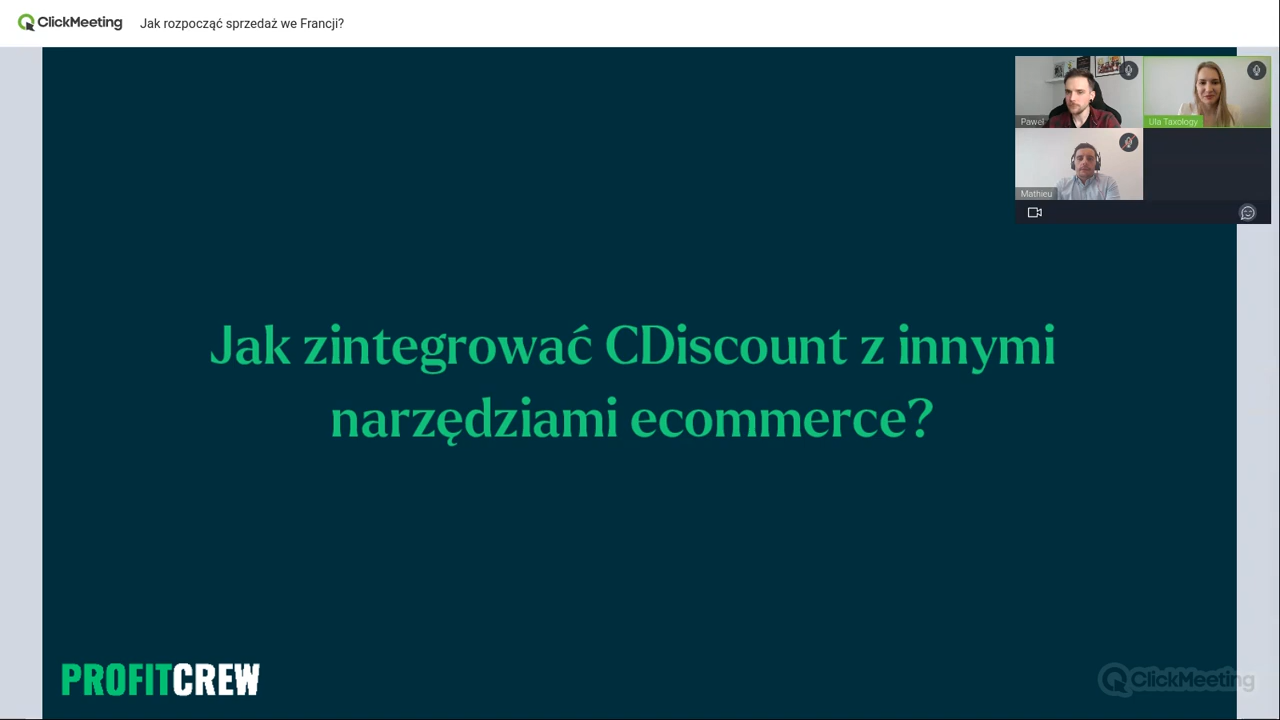 ClickMeeting
Jak rozpocząć sprzedaż we Francji?
Paweł
Ula Taxology
Mathieu
Jak zintegrować CDiscount z innymi
narzędziami ecommerce?
PROFITCREW
ClickMeeting